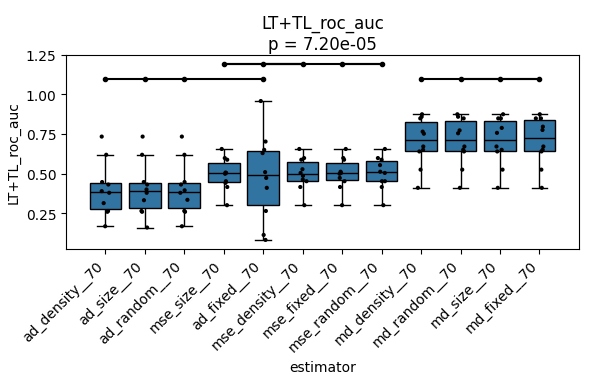 LT+TL_roc_auc
p = 7.20e-05
LT+TL_roc_auc
1.25
1.00
0.75
0.50
0.25
ad_density__70
ad_size__70
ad_random__70
mse_size__70
ad_fixed__70
mse_density__70
mse_fixed__70
mse_random__70
md_density__70
md_random__70
md_size__70
md_fixed__70
estimator